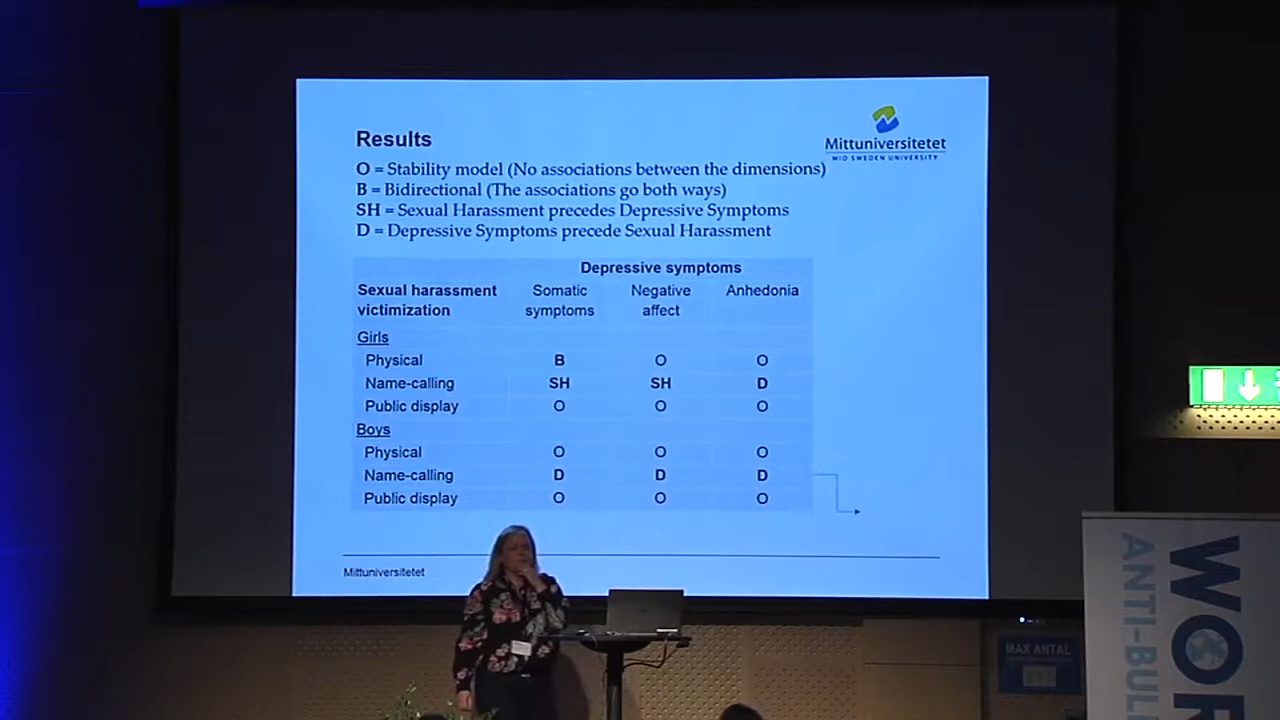 Results
Mittuniversitetet
MID SWEDEN UNIVERSITY
O = Stability model (No associations between the dimensions)
B = Bidirectional (The associations go both ways)
SH = Sexual Harassment precedes Depressive Symptoms
D = Depressive Symptoms precede Sexual Harassment
Depressive symptoms
Sexual harassment victimization Somatic symptoms Negative affect Anhedonia
Girls
Physical B O O
Name-calling SH SH D
Public display O O O
Boys
Physical O O O
Name-calling D D D
Public display O O O
Mittuniversitetet
MAX ANTAL
WOR
ANTI-BUL